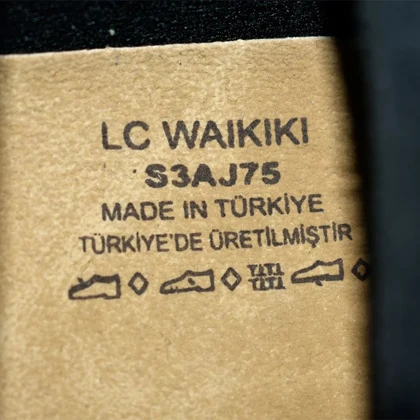 LC WAIKIKI
S3AJ75
MADE IN TÜRKİYE
TÜRKİYE'DE ÜRETİLMİŞTİR